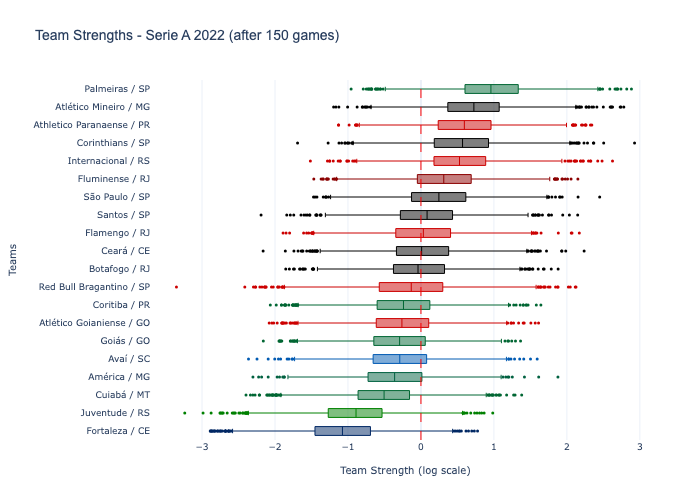 Team Strengths - Serie A 2022 (after 150 games)
Palmeiras / SP
Atlético Mineiro / MG
Athletico Paranaense / PR
Corinthians / SP
Internacional / RS
Fluminense / RJ
São Paulo / SP
Santos / SP
Flamengo / RJ
Ceará / CE
Botafogo / RJ
Red Bull Bragantino / SP
Coritiba / PR
Atlético Goianiense / GO
Goiás / GO
Avaí / SC
América / MG
Cuiabá / MT
Juventude / RS
Fortaleza / CE
Teams
−3 −2 −1 0 1 2 3
Team Strength (log scale)